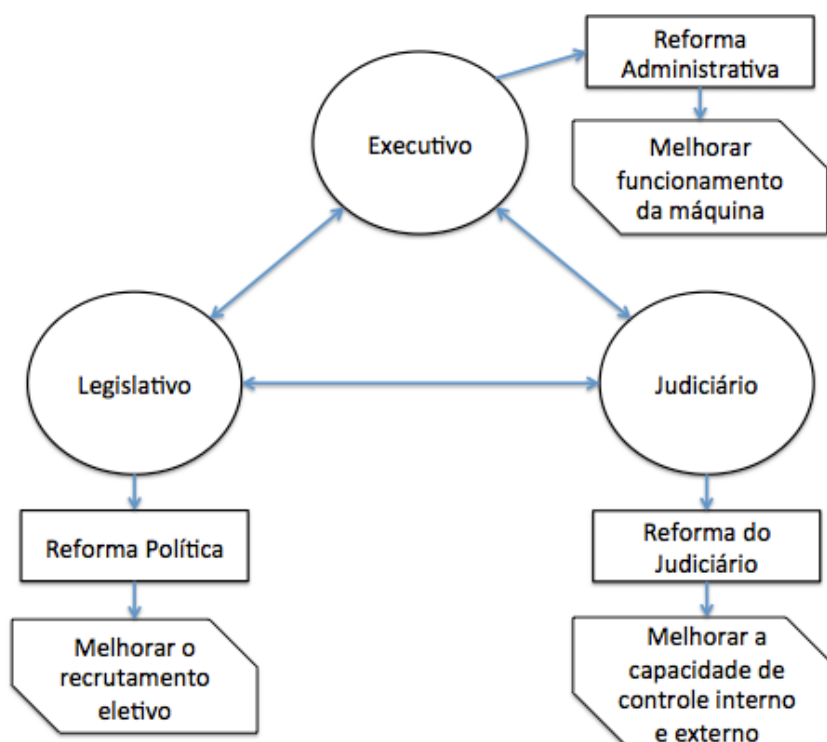 Reforma
Administrativa
Executivo
Melhorar
funcionamento
da máquina
Legislativo
Judiciário
Reforma Política
Reforma do
Judiciário
Melhorar o
recrutamento
eletivo
Melhorar a
capacidade de
controle interno
e externo